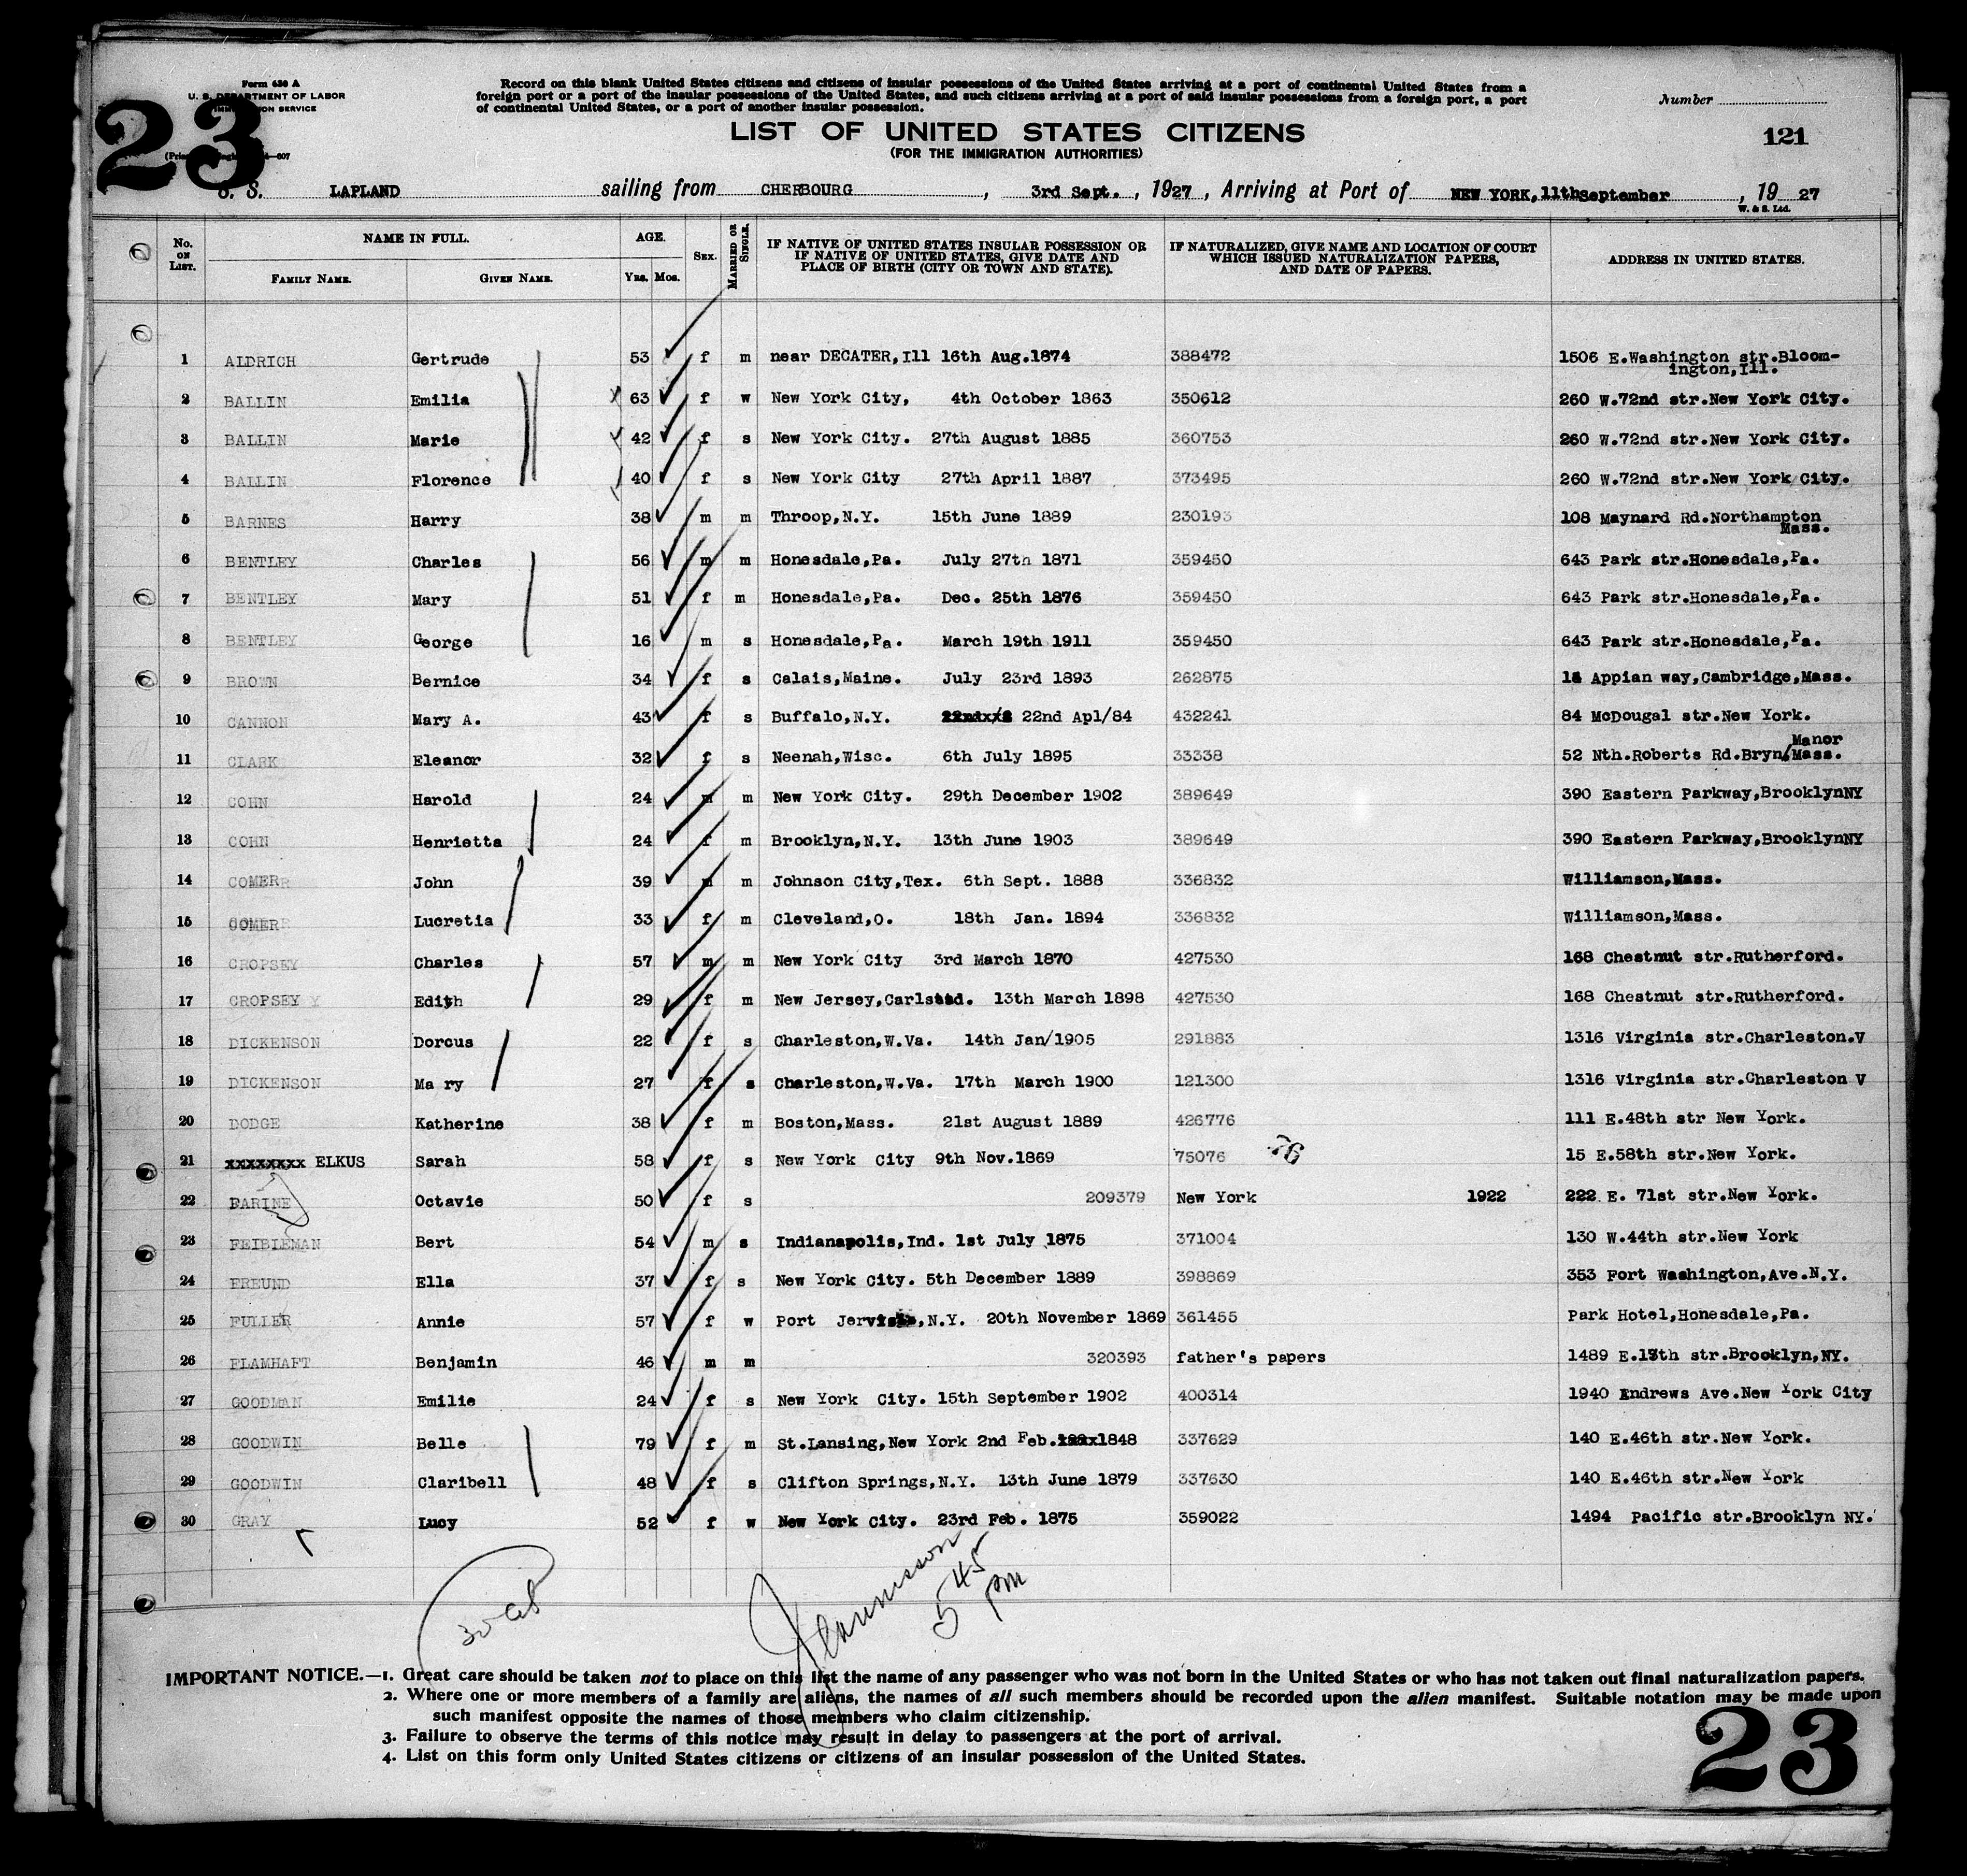 Form 630 A
U. S. DEPARTMENT OF LABOR
IMMIGRATION SERVICE
23
Record on this blank United States citizens and citizens of insular possessions of the United States arriving at a port of continental United States from a
foreign port or a port of the insular possessions of the United States, and such citizens arriving at a port of said insular possessions from a foreign port, a port
of continental United States, or a port of another insular possession.
Number
LIST OF UNITED STATES CITIZENS
(FOR THE IMMIGRATION AUTHORITIES)
121
S. S. LAPLAND sailing from CHERBOURG, 3rd Sept., 1927, Arriving at Port of NEW YORK, 11th September, 19 27
W. & S. Ltd.
No. ON LIST. NAME IN FULL. FAMILY NAME. GIVEN NAME. AGE. YRS. MOS. SEX. MARRIED OR SINGLE. IF NATIVE OF UNITED STATES INSULAR POSSESSION OR IF NATIVE OF UNITED STATES, GIVE DATE AND PLACE OF BIRTH (CITY OR TOWN AND STATE). IF NATURALIZED, GIVE NAME AND LOCATION OF COURT WHICH ISSUED NATURALIZATION PAPERS, AND DATE OF PAPERS. ADDRESS IN UNITED STATES.
1 ALDRICH Gertrude 53 f m near DECATER, Ill 16th Aug.1874 388472 1506 E.Washington str.Bloom-
ington, Ill.
2 BALLIN Emilia 63 f w New York City, 4th October 1863 350612 260 W.72nd str.New York City.
3 BALLIN Marie 42 f s New York City. 27th August 1885 360753 260 W.72nd str.New York City.
4 BALLIN Florence 40 f s New York City 27th April 1887 373495 260 W.72nd str.New York City.
5 BARNES Harry 38 m m Throop, N.Y. 15th June 1889 230193 108 Maynard Rd.Northampton
Mass.
6 BENTLEY Charles 56 m m Honesdale, Pa. July 27th 1871 359450 643 Park str.Honesdale, Pa.
7 BENTLEY Mary 51 f m Honesdale, Pa. Dec. 25th 1876 359450 643 Park str.Honesdale, Pa.
8 BENTLEY George 16 m s Honesdale, Pa. March 19th 1911 359450 643 Park str.Honesdale, Pa.
9 BROWN Bernice 34 f s Calais, Maine. July 23rd 1893 262875 Appian way, Cambridge, Mass.
10 CANNON Mary A. 43 f s Buffalo, N.Y. 22nd Apl/84 432241 84 McDougal str.New York.
Manor
11 CLARK Eleanor 32 f s Neenah, Wisc. 6th July 1895 33338 52 Nth.Roberts Rd.Bryn, Mass.
12 COHN Harold 24 m m New York City. 29th December 1902 389649 390 Eastern Parkway, BrooklynNY
13 COHN Henrietta 24 f m Brooklyn, N.Y. 13th June 1903 389649 390 Eastern Parkway, BrooklynNY
14 COMER John 39 m m Johnson City, Tex. 6th Sept. 1888 336832 Williamson, Mass.
15 COMER Lucretia 33 f m Cleveland, O. 18th Jan. 1894 336832 Williamson, Mass.
16 CROPSEY Charles 57 m m New York City 3rd March 1870 427530 168 Chestnut str.Rutherford.
17 CROPSEY Edith 29 f m New Jersey, Carlstad. 13th March 1898 427530 168 Chestnut str.Rutherford.
18 DICKENSON Dorcus 22 f s Charleston, W.Va. 14th Jan/1905 291883 1316 Virginia str.Charleston.V
19 DICKENSON Ma ry 27 f s Charleston, W.Va. 17th March 1900 121300 1316 Virginia str.Charleston V
20 DODGE Katherine 38 f m Boston, Mass. 21st August 1889 426776 111 E.48th str New York.
21 xxxxxxxx ELKUS Sarah 58 f s New York City 9th Nov.1869 75076 76 15 E.58th str.New York.
22 FARINE Octavie 50 f s 209379 New York 1922 222 E. 71st str.New York.
23 FEIBLEMAN Bert 54 m s Indianapolis, Ind. 1st July 1875 371004 130 W.44th str.New York
24 FREUND Ella 37 f s New York City. 5th December 1889 398869 353 Fort Washington, Ave.N.Y.
25 FULLER Annie 57 f w Port Jervis, N.Y. 20th November 1869 361455 Park Hotel, Honesdale, Pa.
26 FLAMHAFT Benjamin 46 m m 320393 father's papers 1489 E.13th str.Brooklyn, NY.
27 GOODMAN Emilie 24 f s New York City. 15th September 1902 400314 1940 Andrews Ave.New York City
28 GOODWIN Belle 79 f m St.Lansing, New York 2nd Feb.1848 337629 140 E.46th str.New York.
29 GOODWIN Claribell 48 f s Clifton Springs, N.Y. 13th June 1879 337630 140 E.46th str.New York
30 GRAY Lucy 52 f w New York City. 23rd Feb. 1875 359022 1494 Pacific str.Brooklyn NY.
5 45 pm
IMPORTANT NOTICE.—1. Great care should be taken not to place on this list the name of any passenger who was not born in the United States or who has not taken out final naturalization papers.
2. Where one or more members of a family are aliens, the names of all such members should be recorded upon the alien manifest. Suitable notation may be made upon
such manifest opposite the names of those members who claim citizenship.
3. Failure to observe the terms of this notice may result in delay to passengers at the port of arrival.
4. List on this form only United States citizens or citizens of an insular possession of the United States.
23